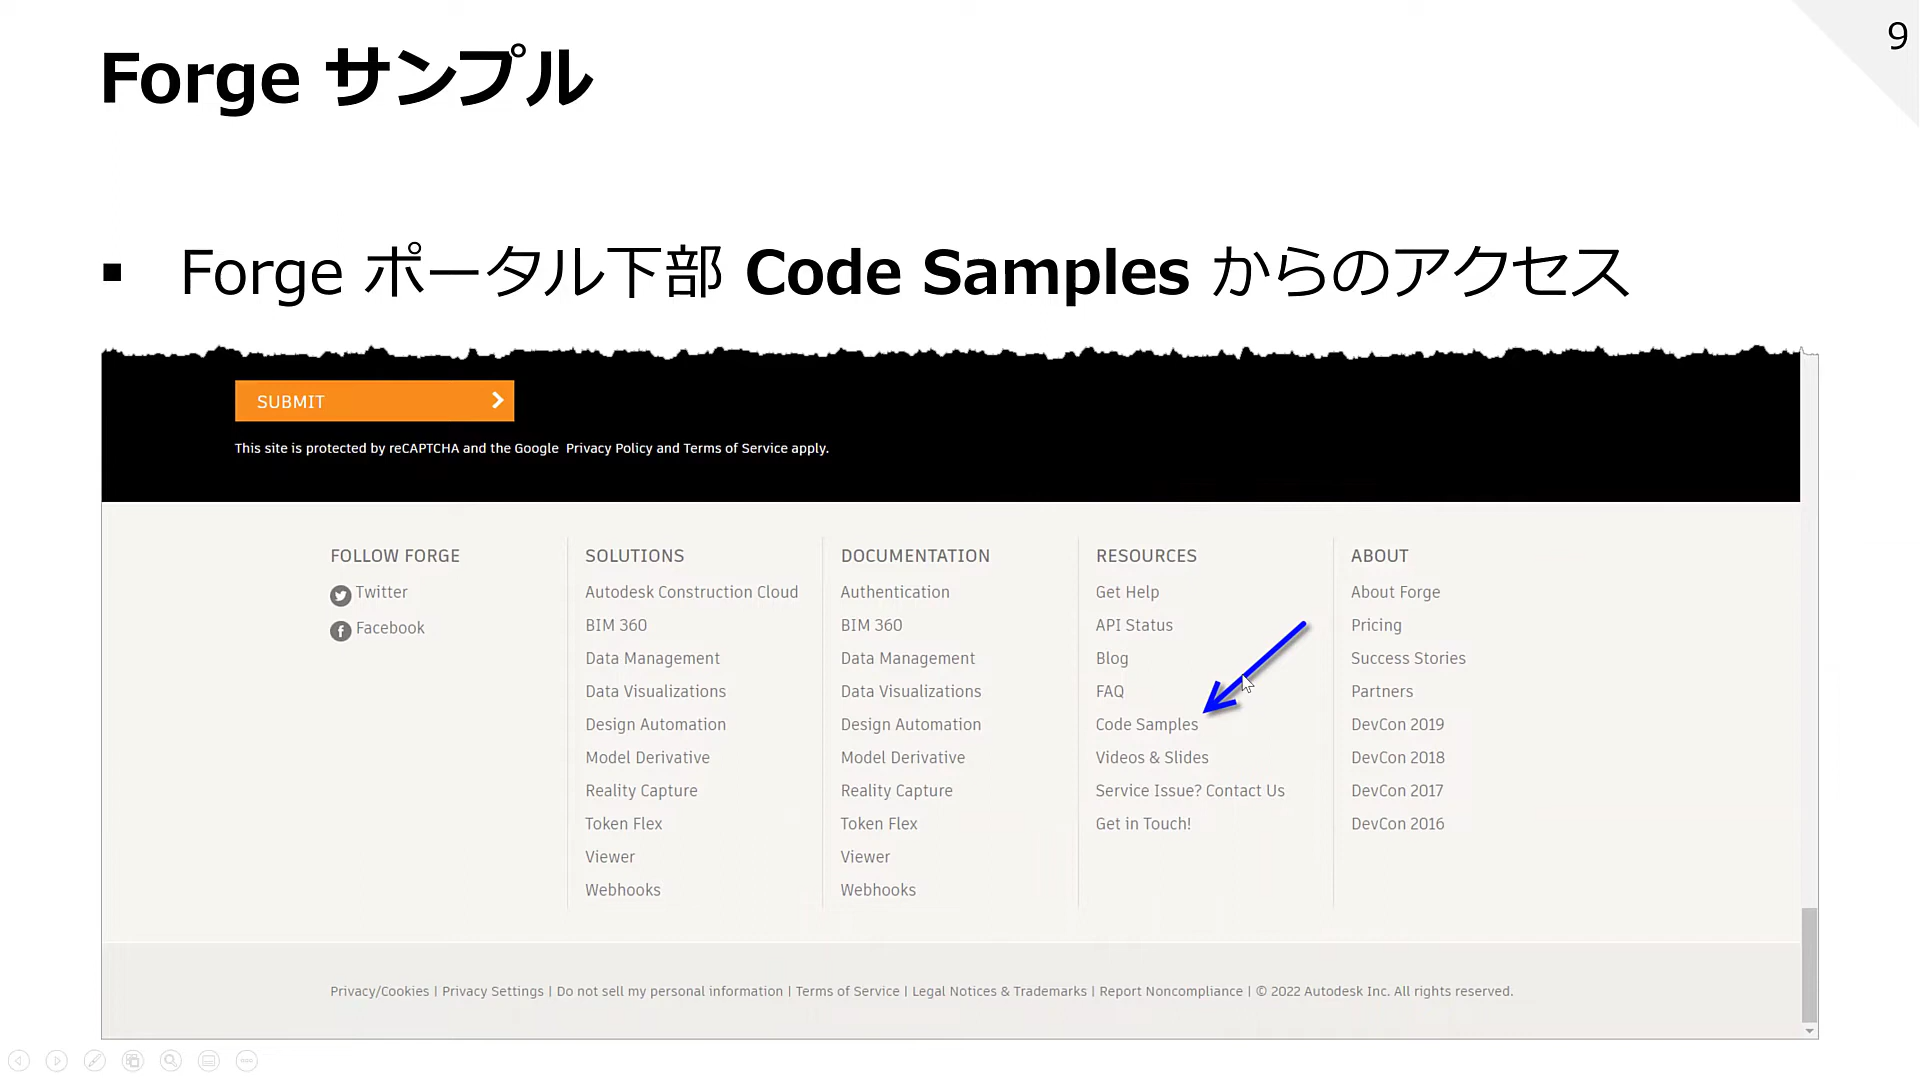 9
Forge サンプル
▪ Forge ポータル下部 Code Samples からのアクセス
SUBMIT
This site is protected by reCAPTCHA and the Google Privacy Policy and Terms of Service apply.
FOLLOW FORGE
Twitter
Facebook
SOLUTIONS
Autodesk Construction Cloud
BIM 360
Data Management
Data Visualizations
Design Automation
Model Derivative
Reality Capture
Token Flex
Viewer
Webhooks
DOCUMENTATION
Authentication
BIM 360
Data Management
Data Visualizations
Design Automation
Model Derivative
Reality Capture
Token Flex
Viewer
Webhooks
RESOURCES
Get Help
API Status
Blog
FAQ
Code Samples
Videos & Slides
Service Issue? Contact Us
Get in Touch!
ABOUT
About Forge
Pricing
Success Stories
Partners
DevCon 2019
DevCon 2018
DevCon 2017
DevCon 2016
Privacy/Cookies | Privacy Settings | Do not sell my personal information | Terms of Service | Legal Notices & Trademarks | Report Noncompliance | © 2022 Autodesk Inc. All rights reserved.